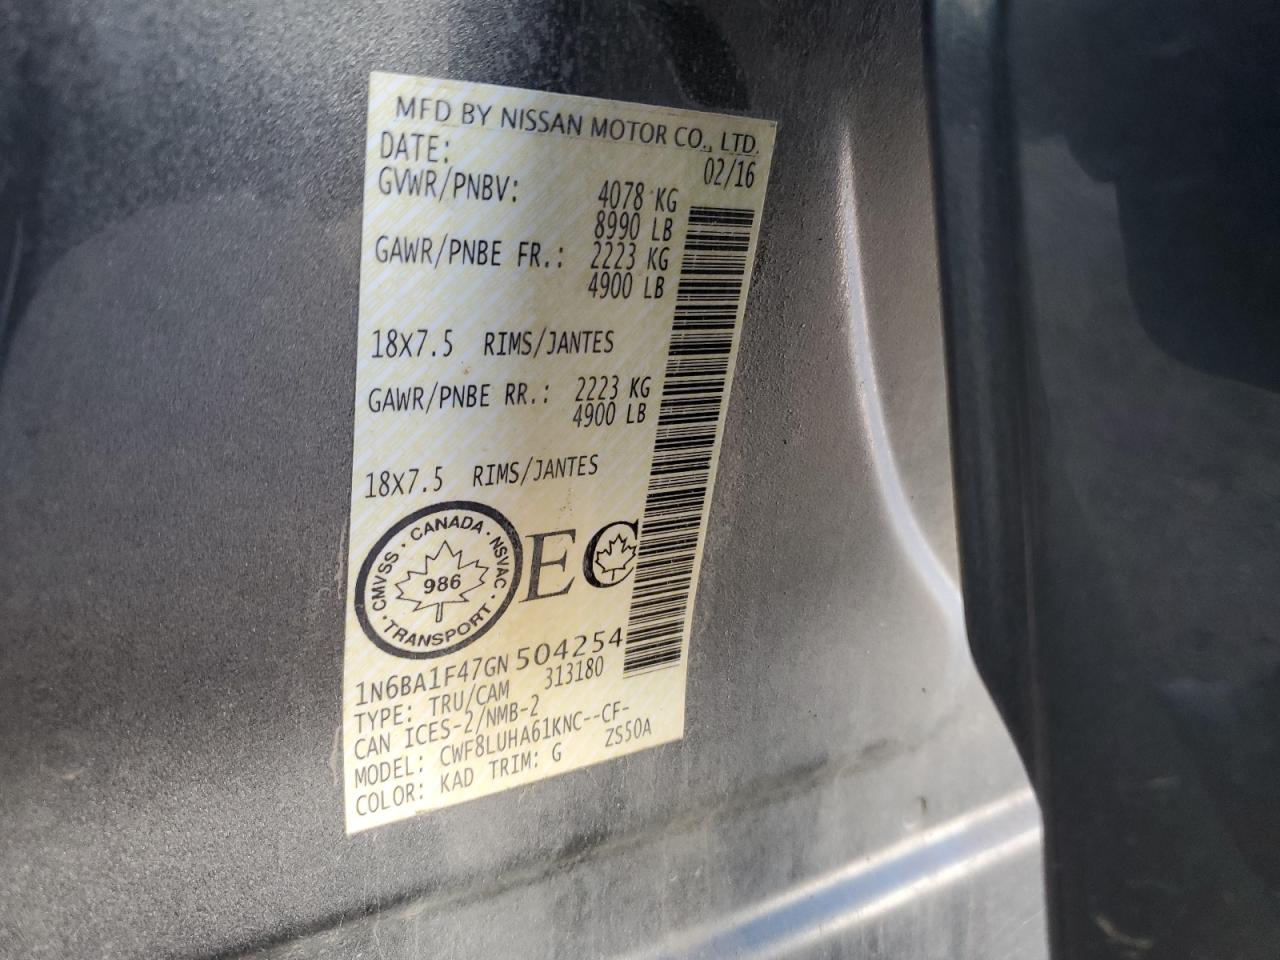 MFD BY NISSAN MOTOR CO., LTD.
DATE: 02/16
GVWR/PNBV: 4078 KG
8990 LB
GAWR/PNBE FR.: 2223 KG
4900 LB
18X7.5 RIMS/JANTES
GAWR/PNBE RR.: 2223 KG
4900 LB
18X7.5 RIMS/JANTES
CMVSS · CANADA · NSVAC · TRANSPORT ·
986
EC
1N6BA1F47GN504254
TYPE: TRU/CAM 313180
CAN ICES-2/NMB-2
MODEL: CWF8LUHA61KNC--CF-
COLOR: KAD TRIM: G ZS50A